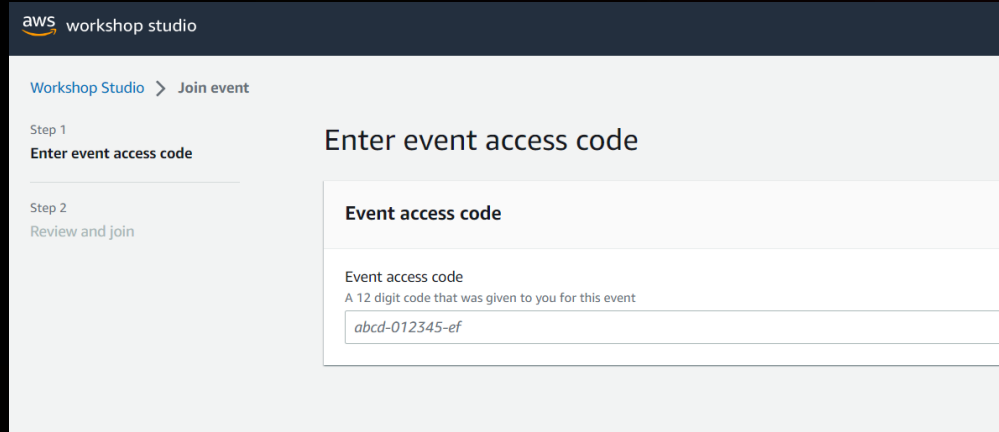 aws workshop studio
Workshop Studio > Join event
Step 1
Enter event access code
Step 2
Review and join
Enter event access code
Event access code
Event access code
A 12 digit code that was given to you for this event
abcd-012345-ef